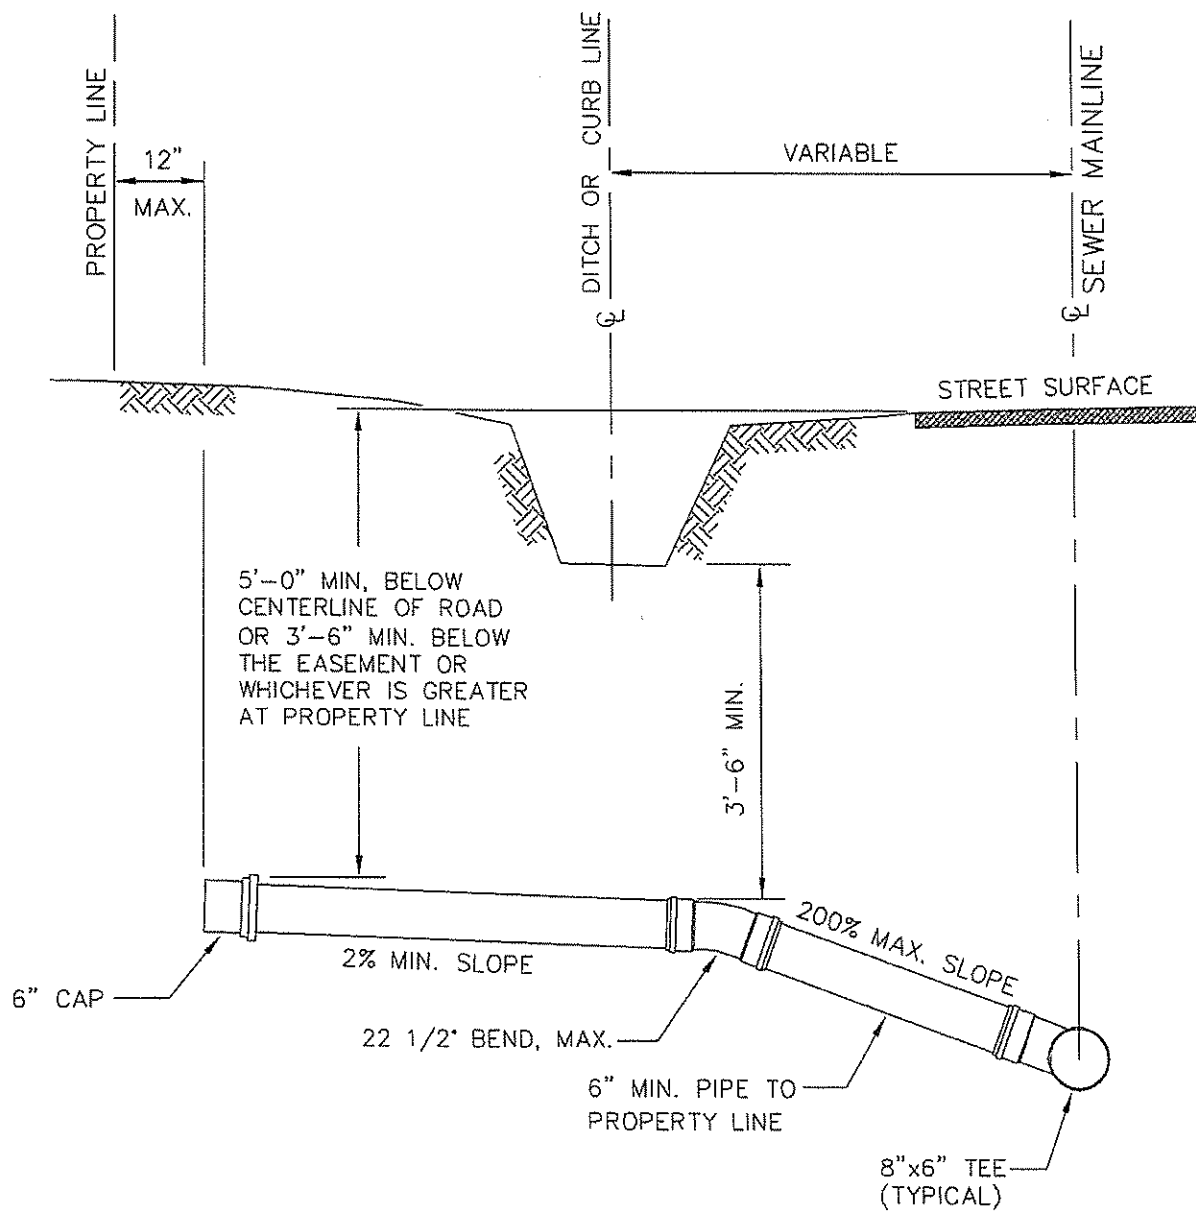 PROPERTY LINE
12"
MAX.
DITCH OR CURB LINE
℄
VARIABLE
SEWER MAINLINE
℄
STREET SURFACE
5'-0" MIN, BELOW
CENTERLINE OF ROAD
OR 3'-6" MIN. BELOW
THE EASEMENT OR
WHICHEVER IS GREATER
AT PROPERTY LINE
3'-6" MIN.
200% MAX. SLOPE
2% MIN. SLOPE
6" CAP
22 1/2° BEND, MAX.
6" MIN. PIPE TO
PROPERTY LINE
8"x6" TEE
(TYPICAL)